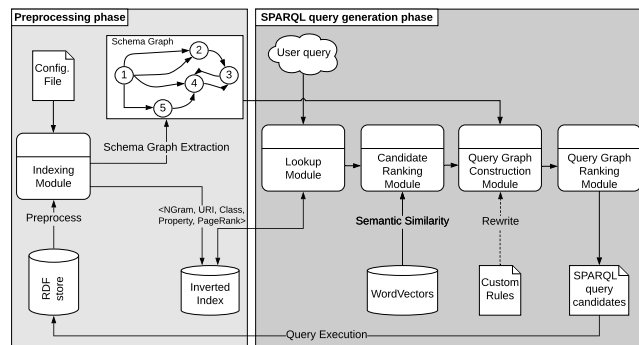 Preprocessing phase
SPARQL query generation phase
Config.
File
Schema Graph
1
2
3
4
5
User query
Indexing
Module
Schema Graph Extraction
Lookup
Module
Candidate
Ranking
Module
Query Graph
Construction
Module
Query Graph
Ranking
Module
<NGram, URI, Class,
Property, PageRank>
Preprocess
Semantic Similarity
Rewrite
RDF
store
Inverted
Index
WordVectors
Custom
Rules
SPARQL
query
candidates
Query Execution